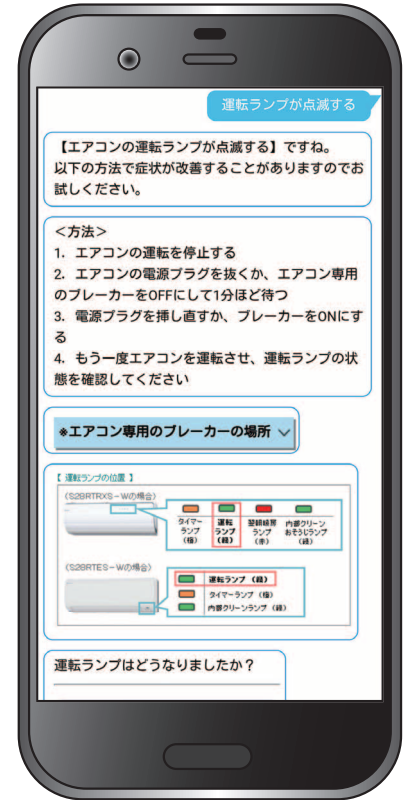 運転ランプが点滅する
【エアコンの運転ランプが点滅する】ですね。
以下の方法で症状が改善することがありますのでお
試しください。
<方法>
1. エアコンの運転を停止する
2. エアコンの電源プラグを抜くか、エアコン専用
のブレーカーをOFFにして1分ほど待つ
3. 電源プラグを挿し直すか、ブレーカーをONにす
る
4. もう一度エアコンを運転させ、運転ランプの状
態を確認してください
※エアコン専用のブレーカーの場所
【 運転ランプの位置 】
(S28RTRXS-Wの場合)
タイマー
ランプ
(橙)
運転
ランプ
(緑)
ランプ
(赤)
内部クリーン
おそうじランプ
(緑)
(S28RTES-Wの場合)
運転ランプ (緑)
タイマーランプ (橙)
内部クリーンランプ (緑)
運転ランプはどうなりましたか？